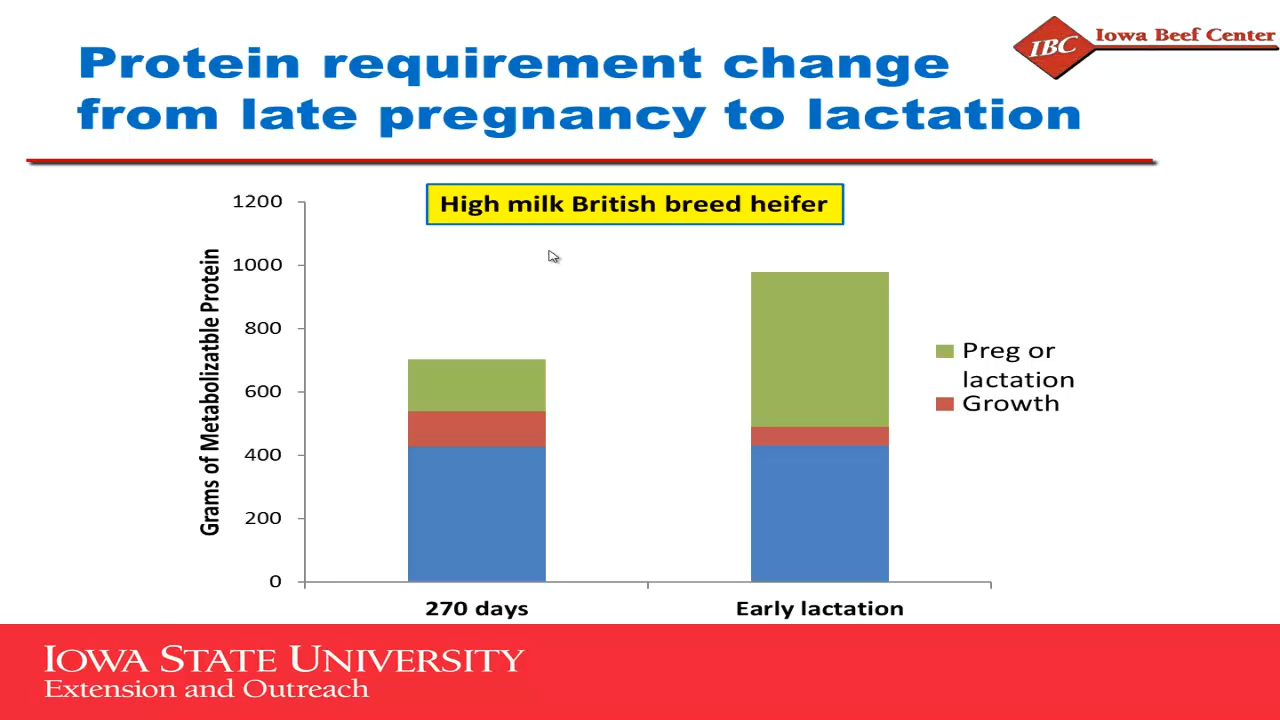 IBC
Iowa Beef Center
Protein requirement change
from late pregnancy to lactation
High milk British breed heifer
Grams of Metabolizatble Protein
1200
1000
800
600
400
200
0
270 days
Early lactation
Preg or
lactation
Growth
IOWA STATE UNIVERSITY
Extension and Outreach